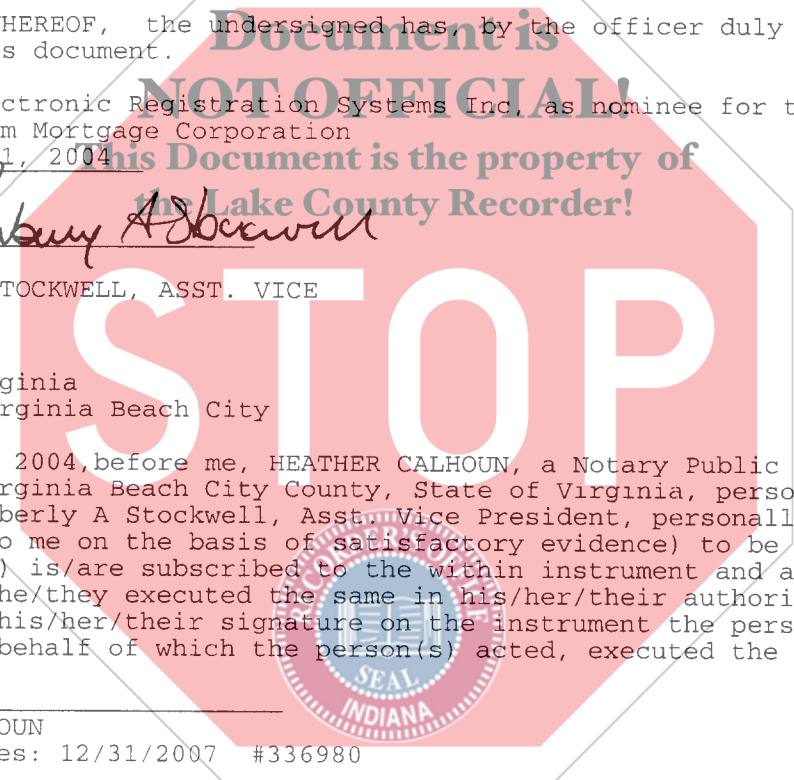 HEREOF, the undersigned has, by the officer duly
s document.
Document is
NOT OFFICIAL!
This Document is the property of
the Lake County Recorder!
ctronic Registration Systems Inc, as nominee for t
m Mortgage Corporation
1, 2004
A Stockwell
TOCKWELL, ASST. VICE
STOP
ginia
rginia Beach City
2004,before me, HEATHER CALHOUN, a Notary Public
rginia Beach City County, State of Virginia, perso
berly A Stockwell, Asst. Vice President, personall
o me on the basis of satisfactory evidence) to be
) is/are subscribed to the within instrument and a
he/they executed the same in his/her/their authori
his/her/their signature on the instrument the pers
behalf of which the person(s) acted, executed the
RECORDER'S OFFICE
SEAL
INDIANA
OUN
es: 12/31/2007 #336980